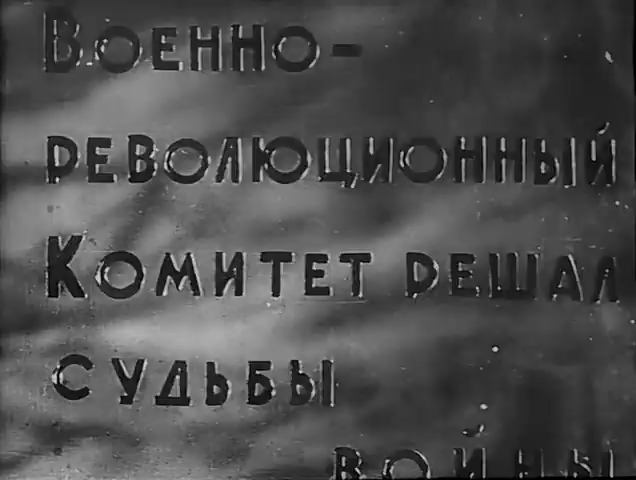 Военно-
революционный
Комитет решал
судьбы
войны